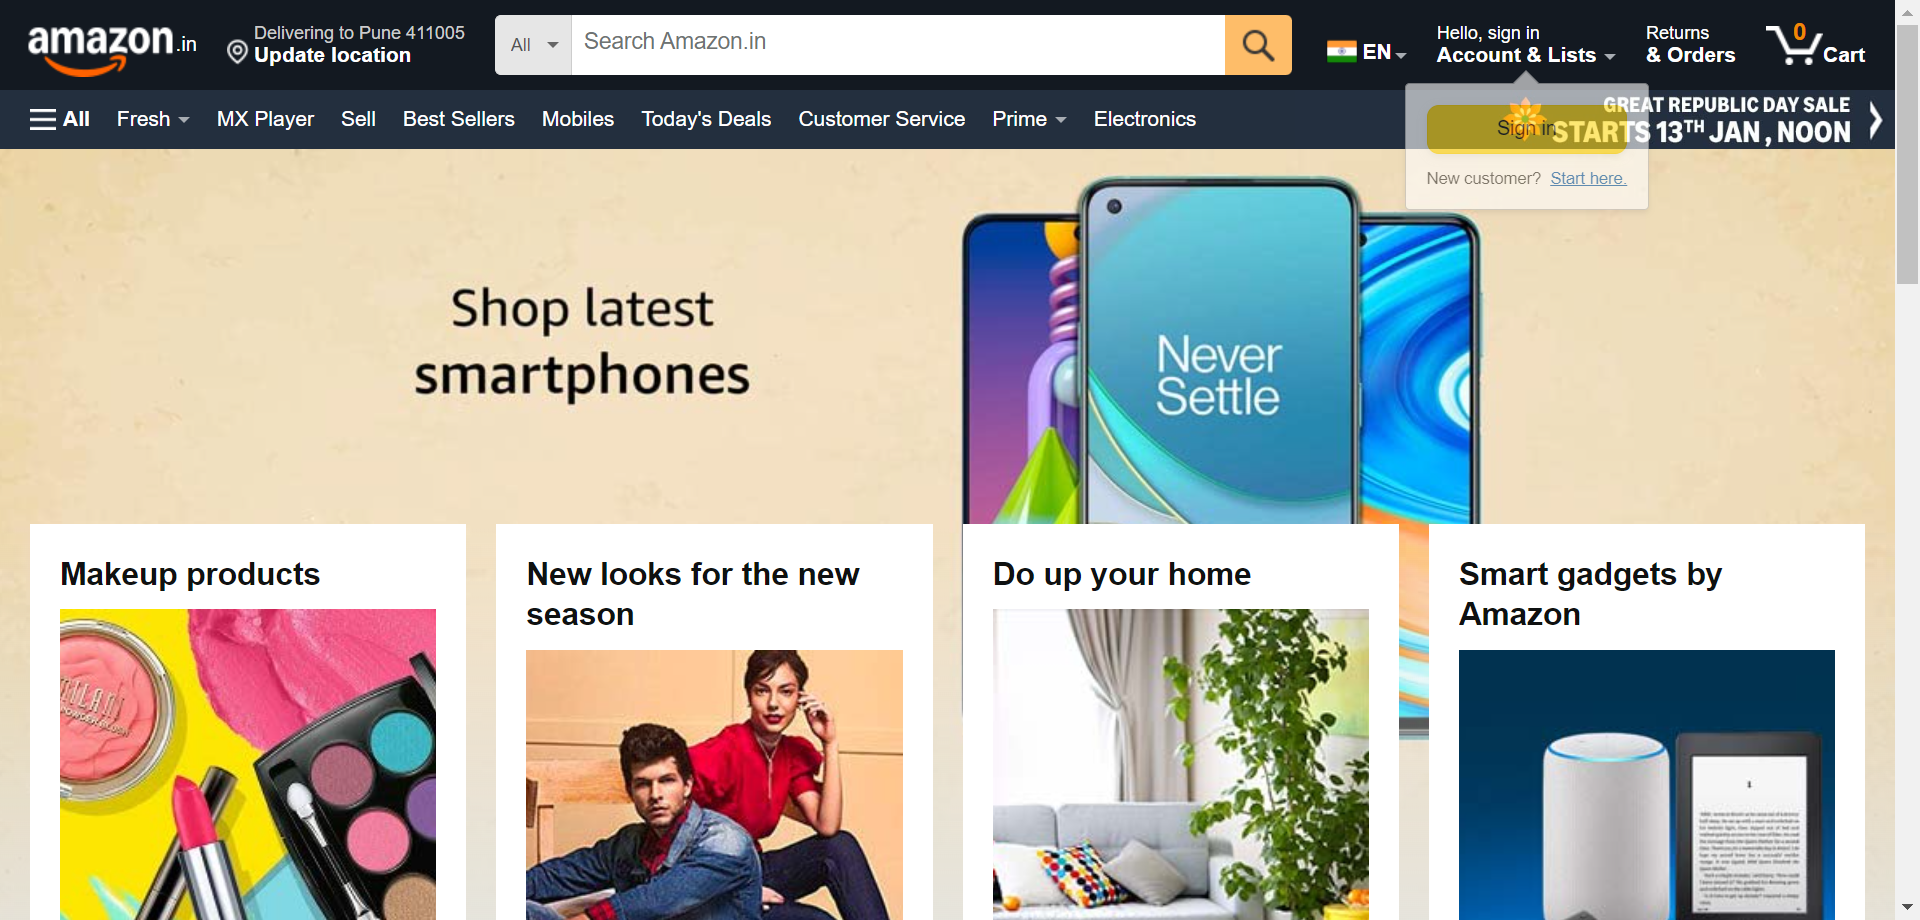 amazon.in
Delivering to Pune 411005
Update location
All
Search Amazon.in
EN
Hello, sign in
Account & Lists
Returns
& Orders
0
Cart
All
Fresh
MX Player
Sell
Best Sellers
Mobiles
Today's Deals
Customer Service
Prime
Electronics
GREAT REPUBLIC DAY SALE
STARTS 13TH JAN, NOON
Sign in
New customer? Start here.
Shop latest
smartphones
Never
Settle
Makeup products
New looks for the new
season
Do up your home
Smart gadgets by
Amazon
MILANI